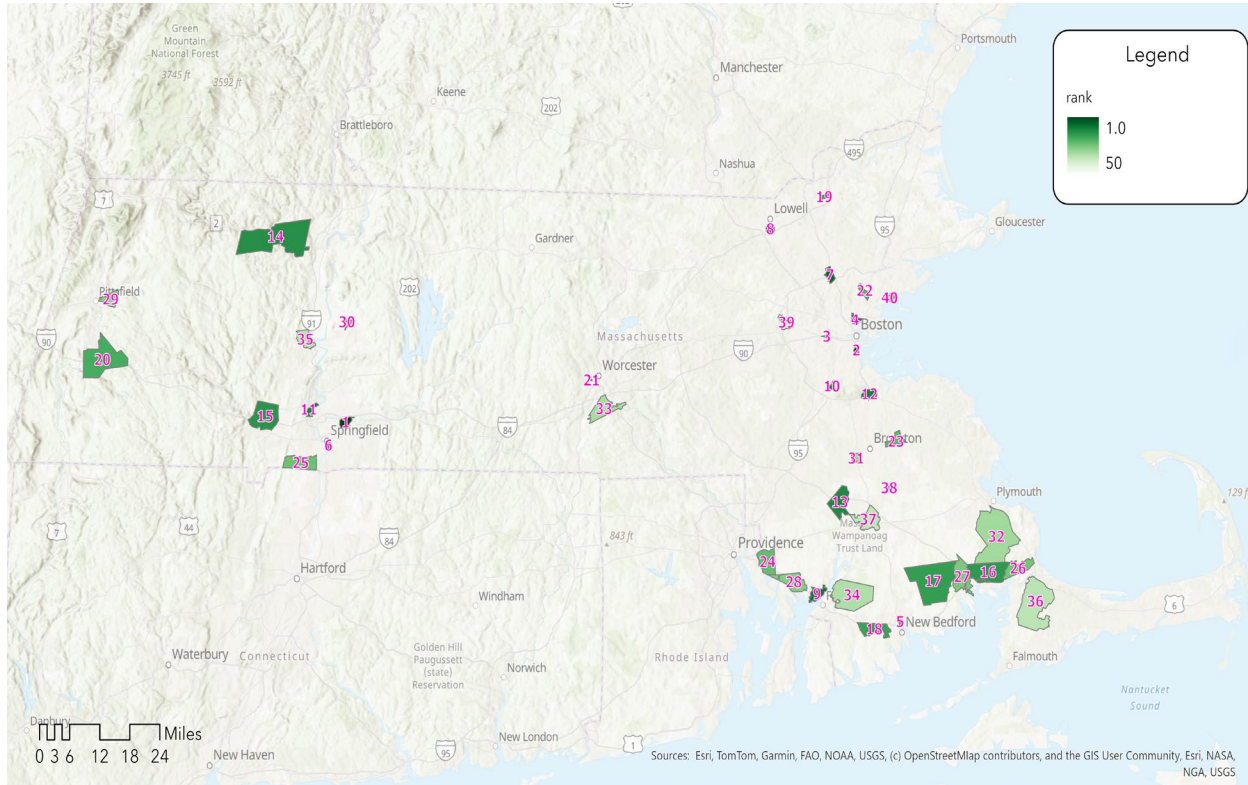 202
Portsmouth
Green
Mountain
National Forest
3745 ft
3592 ft
Manchester
Keene
202
Legend
rank
1.0
50
Brattleboro
495
Nashua
7
2
19
Lowell
8
95
Gloucester
14
Gardner
7
202
22
40
Pittsfield
29
91
30
39
4
Boston
90
35
Massachusetts
3
90
2
20
Worcester
21
10
12
33
15
11
1
84
Springfield
6
95
23
31
25
38
13
Plymouth
129 f
37
Wampanoag
Trust Land
32
7
44
84
843 ft
Providence
24
17
27
16
26
Hartford
28
9
34
36
Windham
6
5
New Bedford
18
Waterbury
Connecticut
Golden Hill
Paugussett
(state)
Reservation
Norwich
Rhode Island
Falmouth
Nantucket
Sound
Danbury
Miles
0 3 6 12 18 24
New Haven
95
New London
1
Sources: Esri, TomTom, Garmin, FAO, NOAA, USGS, (c) OpenStreetMap contributors, and the GIS User Community, Esri, NASA,
NGA, USGS